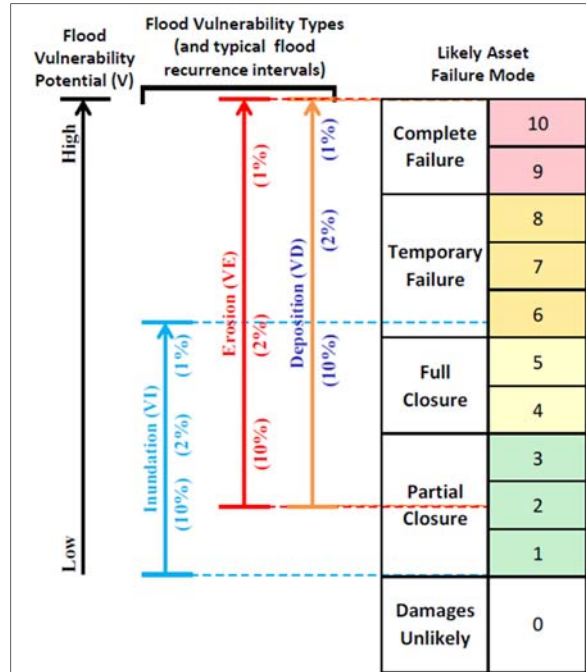 Flood
Vulnerability
Potential (V)
Flood Vulnerability Types
(and typical flood
recurrence intervals)
Likely Asset
Failure Mode
High
Low
Inundation (VI)
(10%)
(2%)
(1%)
Erosion (VE)
(10%)
(2%)
(1%)
Deposition (VD)
(10%)
(2%)
(1%)
Complete
Failure
10
9
Temporary
Failure
8
7
6
Full
Closure
5
4
Partial
Closure
3
2
1
Damages
Unlikely
0